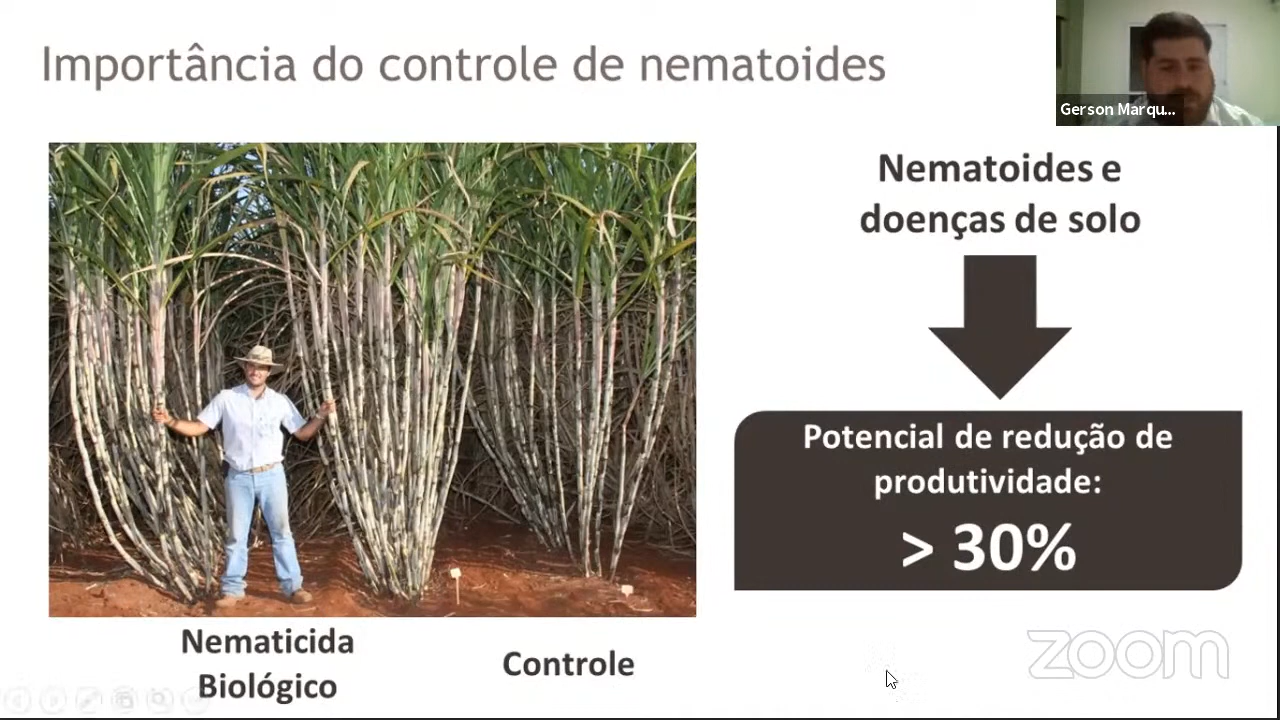 Importância do controle de nematoides
Gerson Marqu...
Nematoides e
doenças de solo
Potencial de redução de
produtividade:
> 30%
Nematicida
Biológico
Controle
zoom